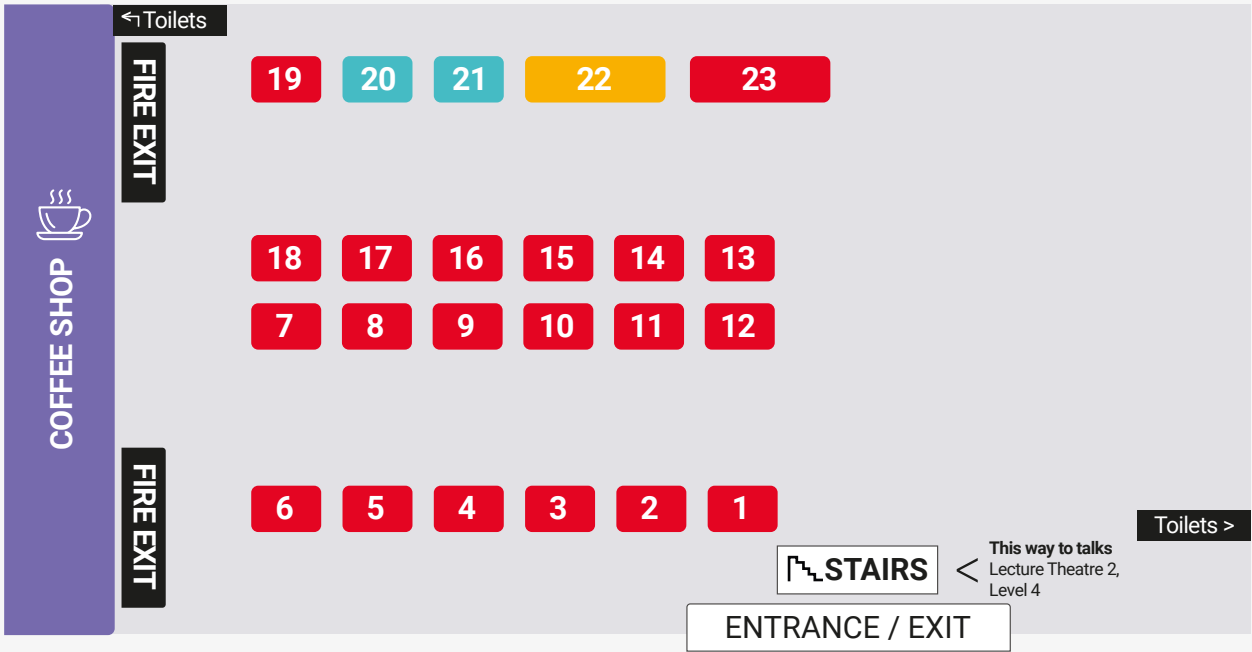 ↰Toilets
FIRE EXIT
19 20 21 22 23
COFFEE SHOP
18 17 16 15 14 13
7 8 9 10 11 12
FIRE EXIT
6 5 4 3 2 1
Toilets >
STAIRS
< This way to talks
Lecture Theatre 2,
Level 4
ENTRANCE / EXIT